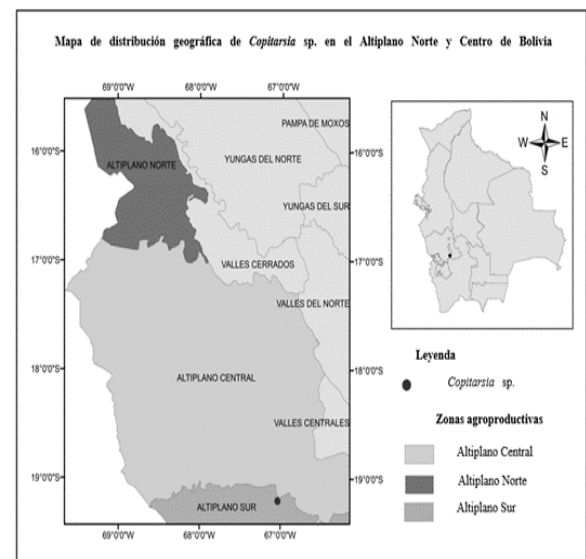 Mapa de distribución geográfica de Copitarsia sp. en el Altiplano Norte y Centro de Bolivia
69°0'0"W 68°0'0"W 67°0'0"W
PAMPA DE MOXOS
16°0'0"S 16°0'0"S
ALTIPLANO NORTE
YUNGAS DEL NORTE
YUNGAS DEL SUR
17°0'0"S 17°0'0"S
VALLES CERRADOS
VALLES DEL NORTE
18°0'0"S 18°0'0"S
ALTIPLANO CENTRAL
VALLES CENTRALES
19°0'0"S 19°0'0"S
ALTIPLANO SUR
69°0'0"W 68°0'0"W 67°0'0"W
N
W E
S
Leyenda
Copitarsia sp.
Zonas agroproductivas
Altiplano Central
Altiplano Norte
Altiplano Sur